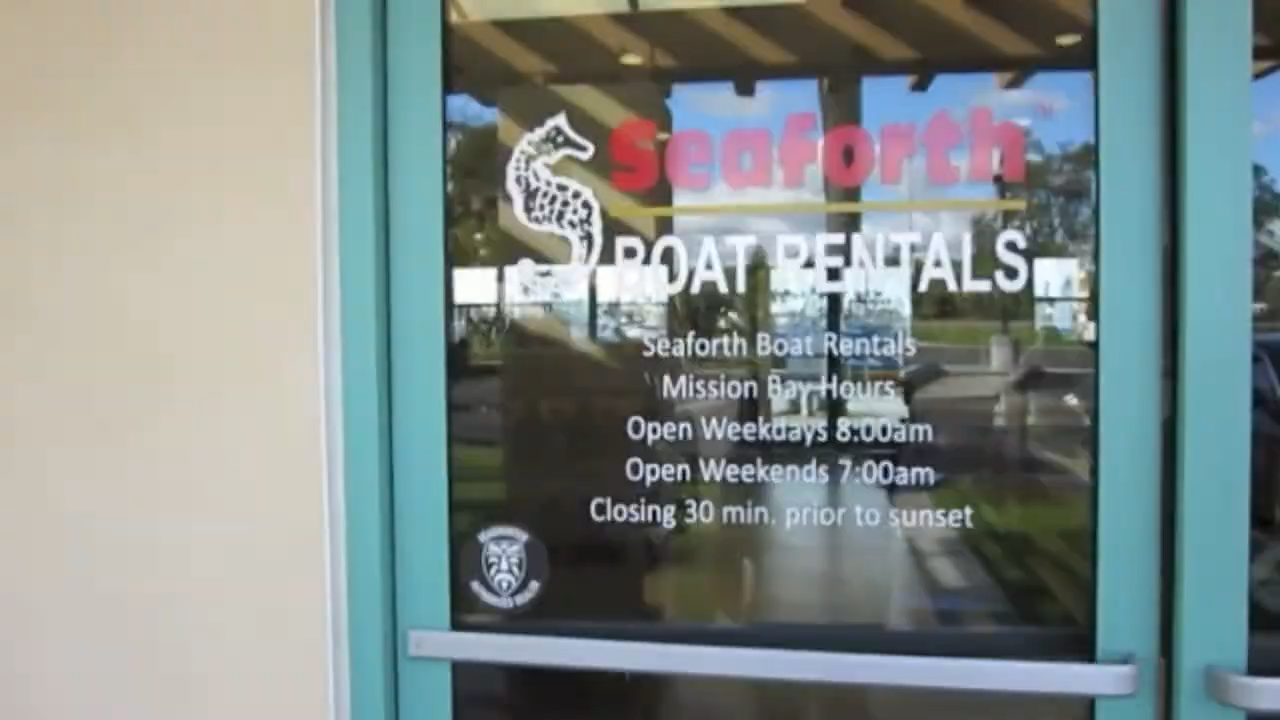 Seaforth™
BOAT RENTALS
Seaforth Boat Rentals
Mission Bay Hours
Open Weekdays 8:00am
Open Weekends 7:00am
Closing 30 min. prior to sunset